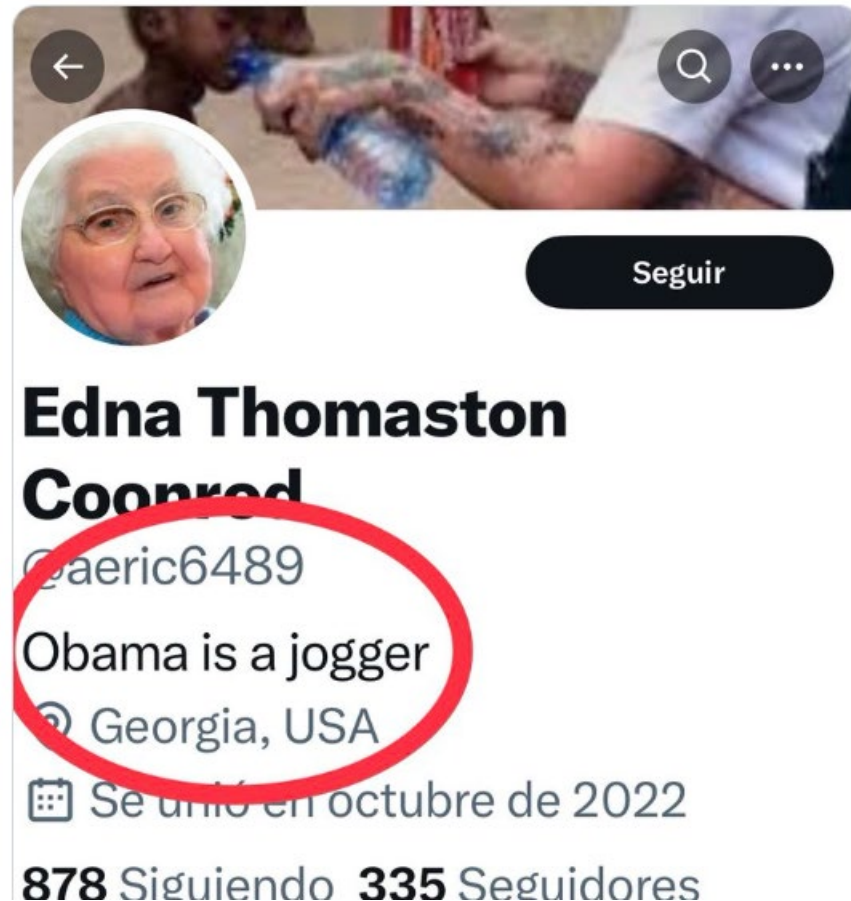 Seguir
Edna Thomaston
Coonrod
@aeric6489
Obama is a jogger
Georgia, USA
Se unió en octubre de 2022
878 Siguiendo 335 Seguidores